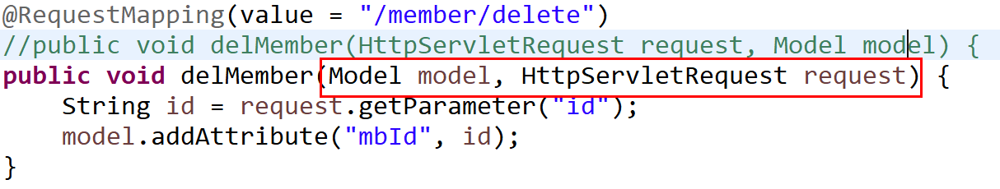 @RequestMapping(value = "/member/delete")
//public void delMember(HttpServletRequest request, Model model) {
public void delMember(Model model, HttpServletRequest request) {
    String id = request.getParameter("id");
    model.addAttribute("mbId", id);
}